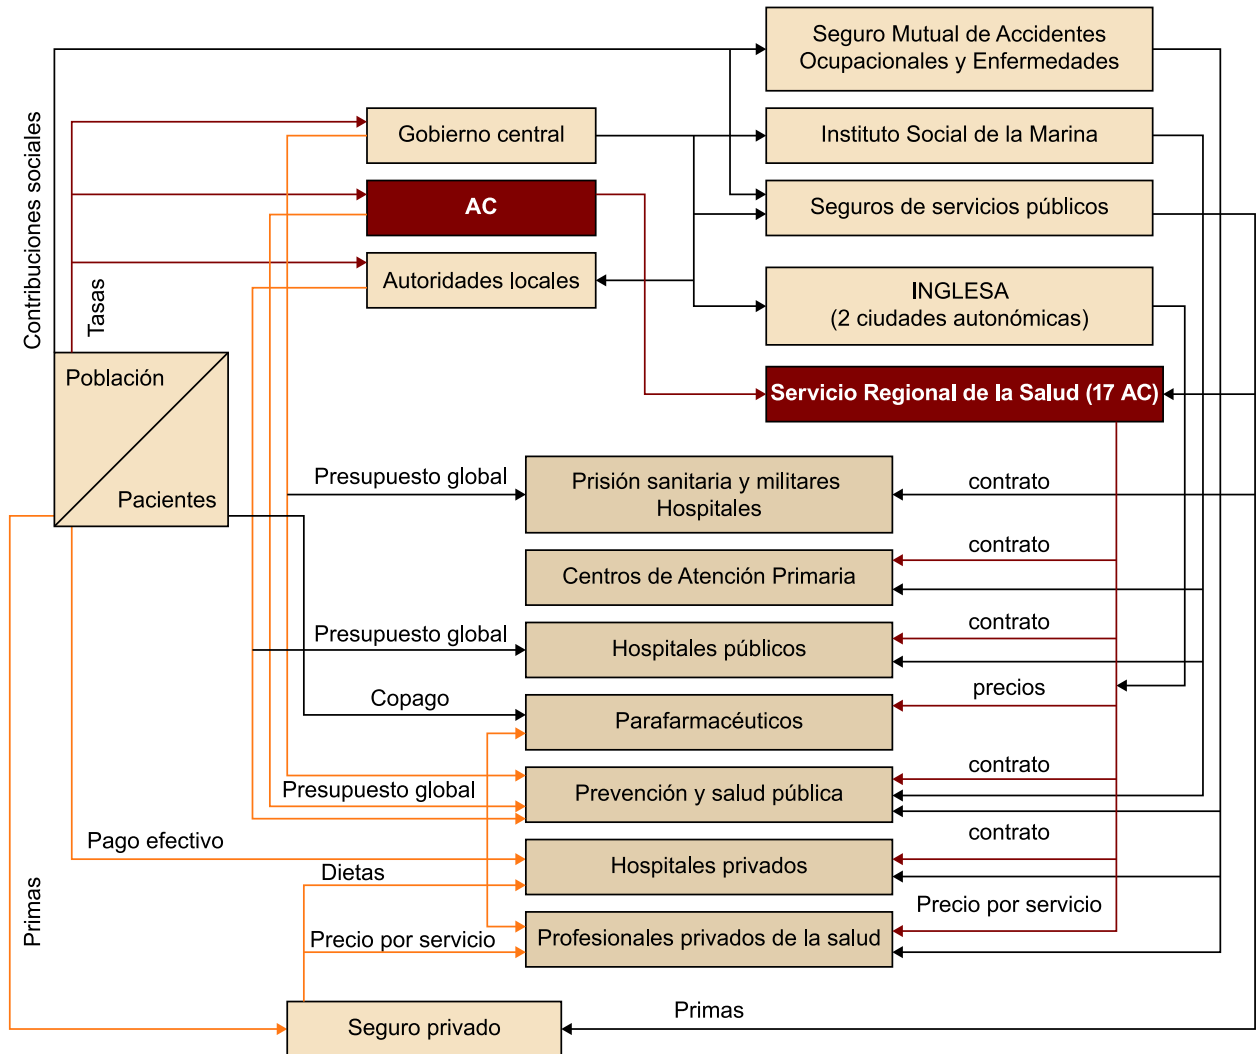 Seguro Mutual de Accidentes
Ocupacionales y Enfermedades
Contribuciones sociales
Gobierno central
Instituto Social de la Marina
AC
Seguros de servicios públicos
Autoridades locales
Tasas
INGLESA
(2 ciudades autonómicas)
Población
Pacientes
Servicio Regional de la Salud (17 AC)
Presupuesto global
Prisión sanitaria y militares
Hospitales
contrato
contrato
Centros de Atención Primaria
Presupuesto global
Hospitales públicos
contrato
Copago
Parafarmacéuticos
precios
Presupuesto global
Prevención y salud pública
contrato
Pago efectivo
contrato
Dietas
Hospitales privados
Primas
Precio por servicio
Precio por servicio
Profesionales privados de la salud
Seguro privado
Primas